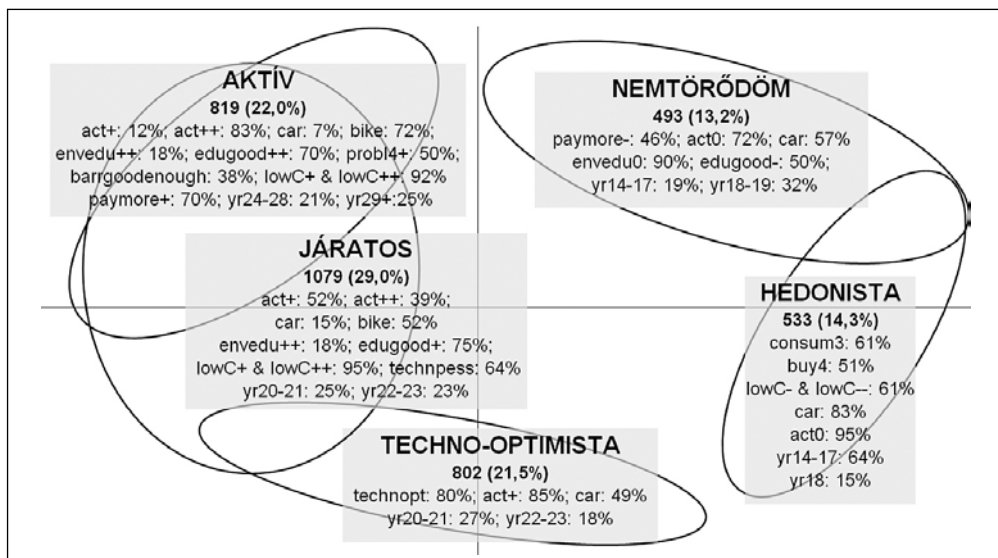 AKTÍV
819 (22,0%)
act+: 12%; act++: 83%; car: 7%; bike: 72%;
envedu++: 18%; edugood++: 70%; probl4+: 50%;
barrgoodenough: 38%; lowC+ & lowC++: 92%
paymore+: 70%; yr24-28: 21%; yr29+:25%
NEMTÖRŐDÖM
493 (13,2%)
paymore-: 46%; act0: 72%; car: 57%
envedu0: 90%; edugood-: 50%;
yr14-17: 19%; yr18-19: 32%
JÁRATOS
1079 (29,0%)
act+: 52%; act++: 39%;
car: 15%; bike: 52%
envedu++: 18%; edugood+: 75%;
lowC+ & lowC++: 95%; technpess: 64%
yr20-21: 25%; yr22-23: 23%
HEDONISTA
533 (14,3%)
consum3: 61%
buy4: 51%
lowC- & lowC--: 61%
car: 83%
act0: 95%
yr14-17: 64%
yr18: 15%
TECHNO-OPTIMISTA
802 (21,5%)
technopt: 80%; act+: 85%; car: 49%
yr20-21: 27%; yr22-23: 18%